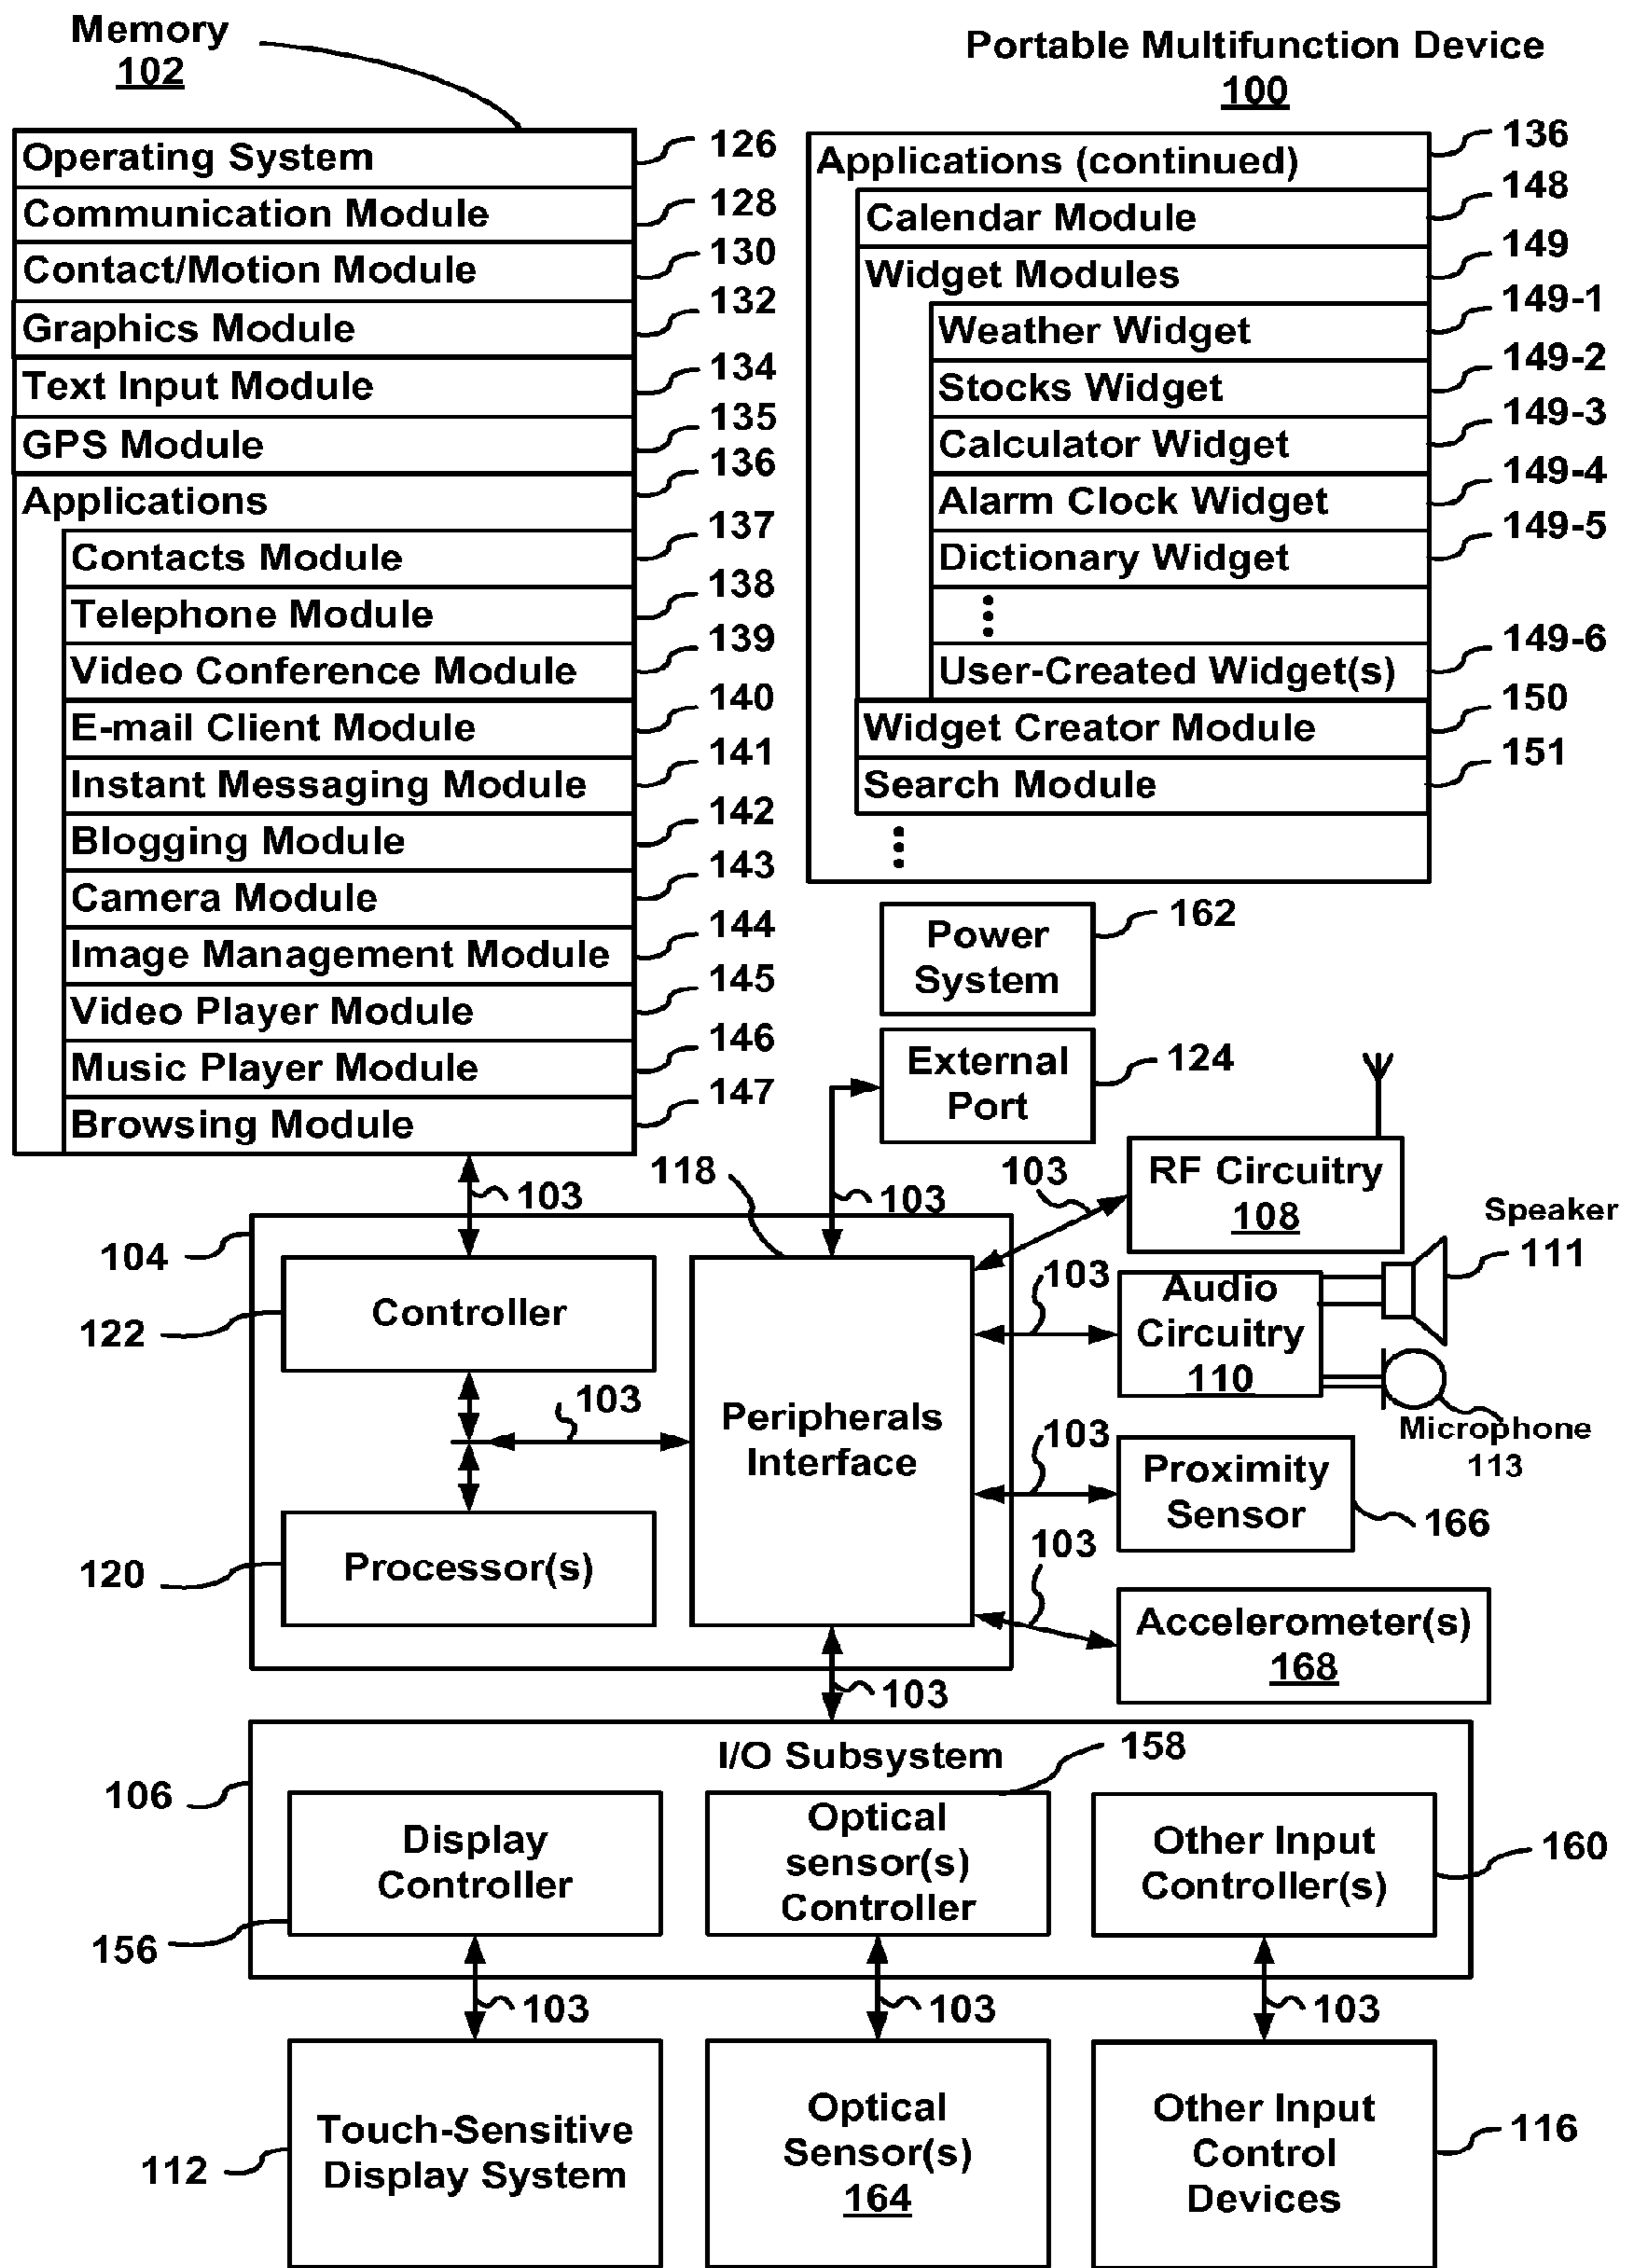 Memory
102
Portable Multifunction Device
100
Operating System
126
Communication Module
128
Contact/Motion Module
130
Graphics Module
132
Text Input Module
134
GPS Module
135
Applications
136
Contacts Module
137
Telephone Module
138
Video Conference Module
139
E-mail Client Module
140
Instant Messaging Module
141
Blogging Module
142
Camera Module
143
Image Management Module
144
Video Player Module
145
Music Player Module
146
Browsing Module
147
Applications (continued)
136
Calendar Module
148
Widget Modules
149
Weather Widget
149-1
Stocks Widget
149-2
Calculator Widget
149-3
Alarm Clock Widget
149-4
Dictionary Widget
149-5
User-Created Widget(s)
149-6
Widget Creator Module
150
Search Module
151
Power
System
162
External
Port
124
103
118
103
103
RF Circuitry
108
Speaker
111
104
Controller
122
103
Audio
Circuitry
110
Microphone
113
103
Peripherals
Interface
103
Proximity
Sensor
166
Processor(s)
120
103
Accelerometer(s)
168
103
I/O Subsystem
106
158
Display
Controller
156
Optical
sensor(s)
Controller
Other Input
Controller(s)
160
103
103
103
Touch-Sensitive
Display System
112
Optical
Sensor(s)
164
Other Input
Control
Devices
116